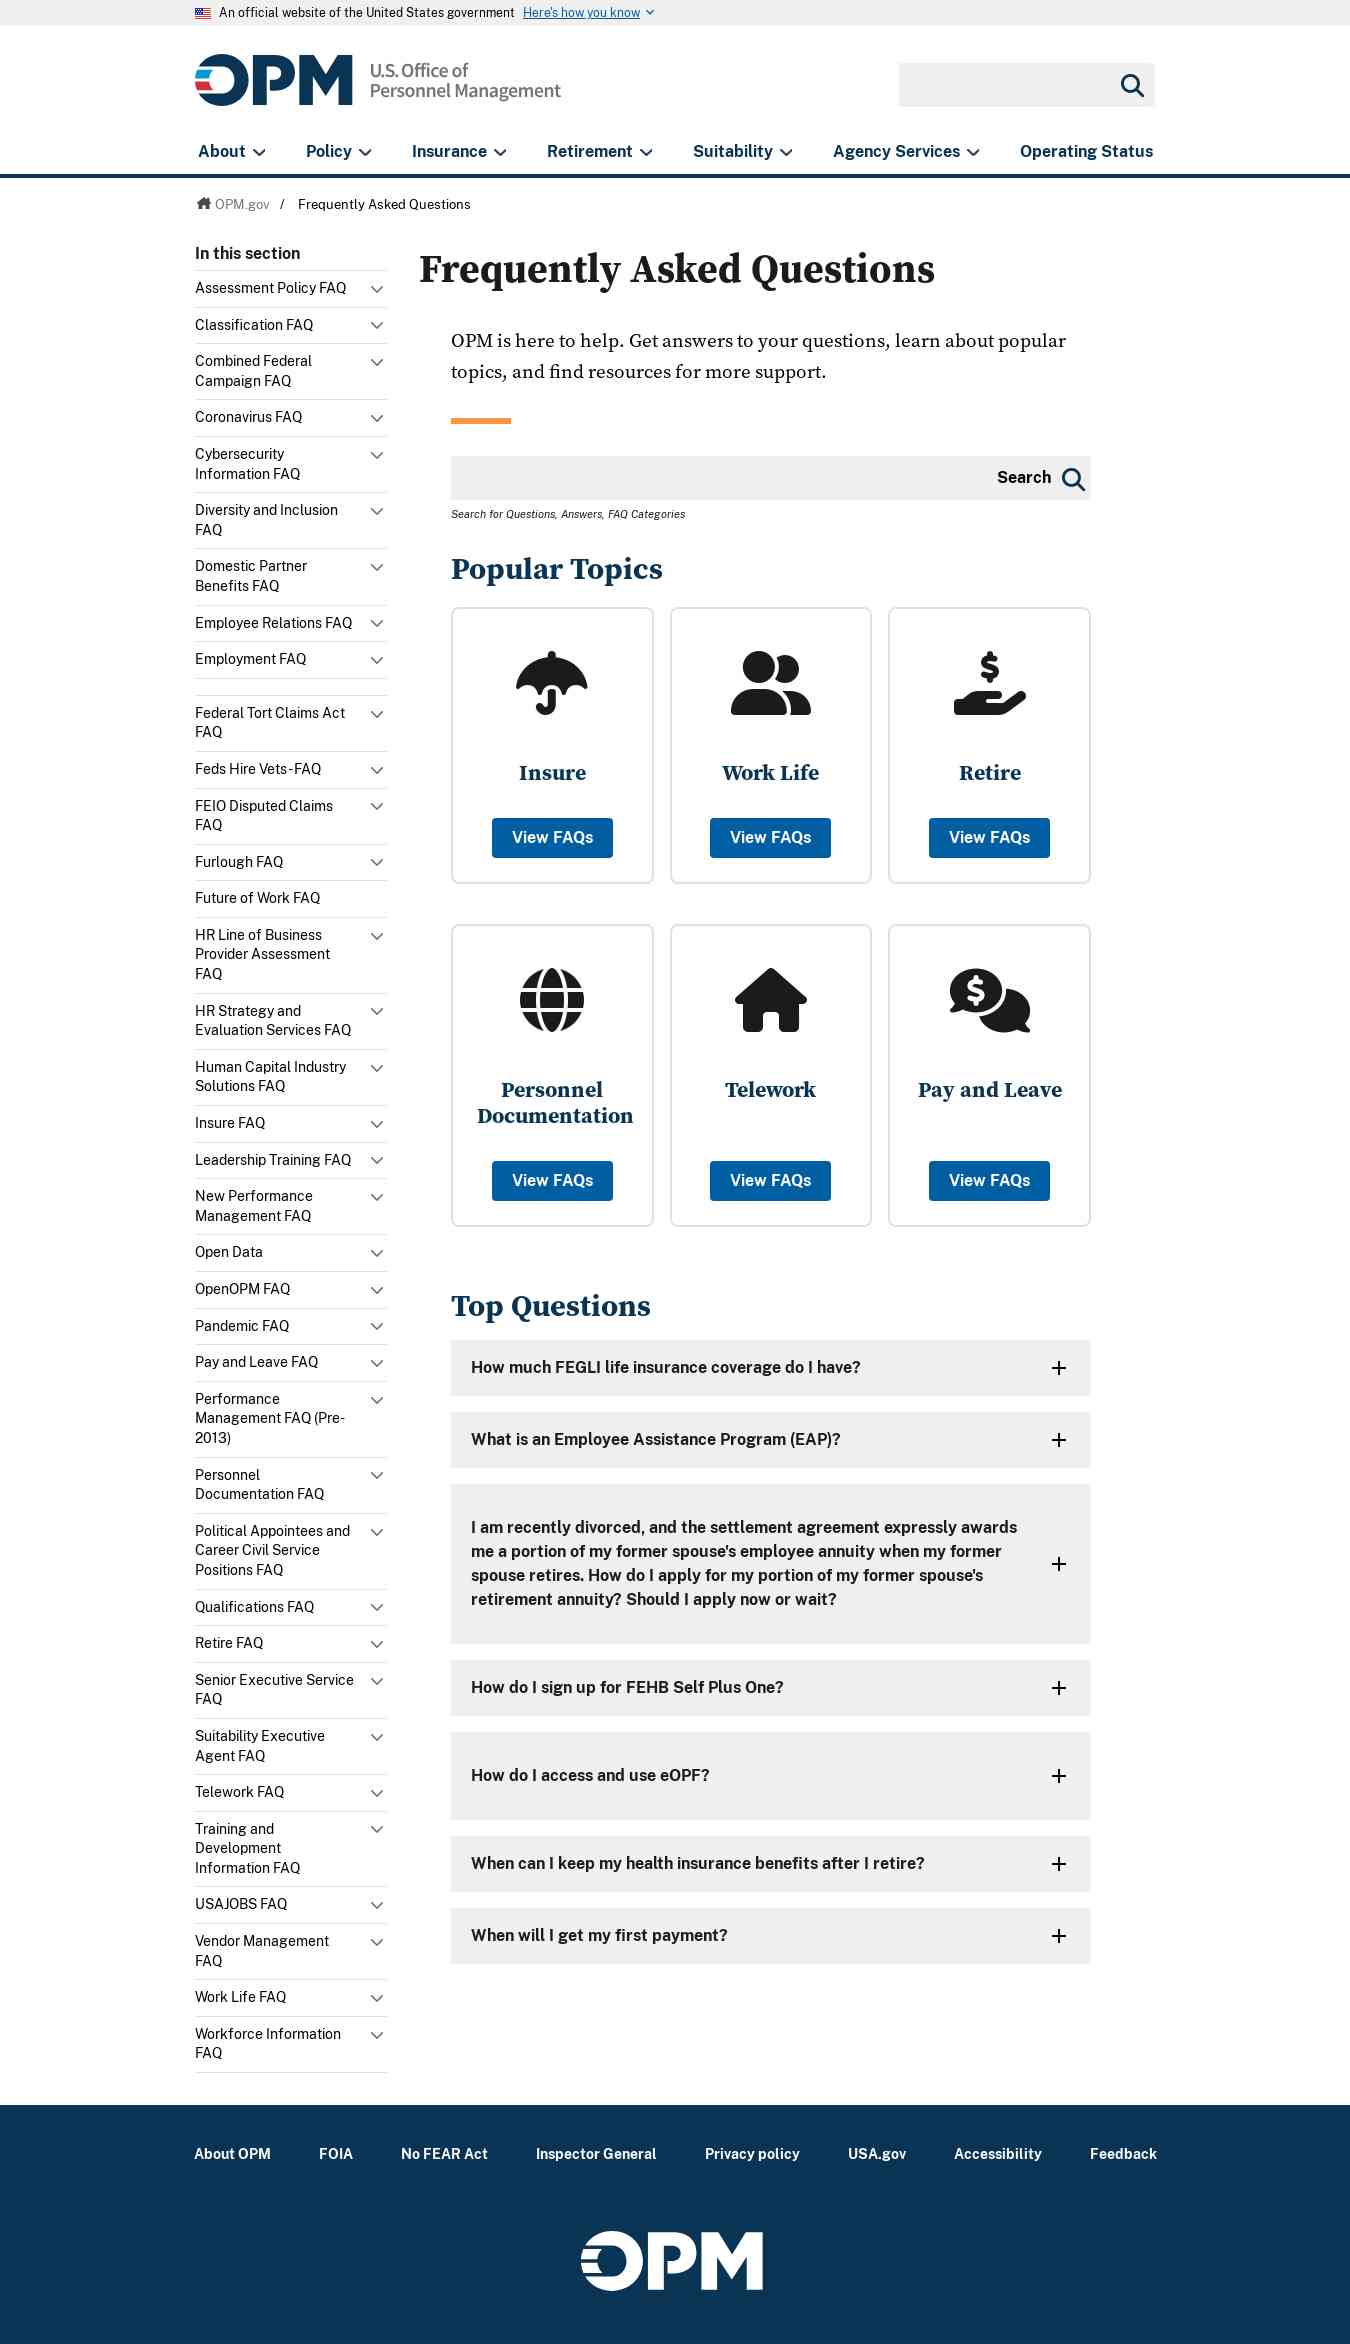 An official website of the United States government Here's how you know
OPM U.S. Office of
Personnel Management
About Policy Insurance Retirement Suitability Agency Services Operating Status
OPM.gov / Frequently Asked Questions
In this section
Assessment Policy FAQ
Classification FAQ
Combined Federal
Campaign FAQ
Coronavirus FAQ
Cybersecurity
Information FAQ
Diversity and Inclusion
FAQ
Domestic Partner
Benefits FAQ
Employee Relations FAQ
Employment FAQ
Federal Tort Claims Act
FAQ
Feds Hire Vets - FAQ
FEIO Disputed Claims
FAQ
Furlough FAQ
Future of Work FAQ
HR Line of Business
Provider Assessment
FAQ
HR Strategy and
Evaluation Services FAQ
Human Capital Industry
Solutions FAQ
Insure FAQ
Leadership Training FAQ
New Performance
Management FAQ
Open Data
OpenOPM FAQ
Pandemic FAQ
Pay and Leave FAQ
Performance
Management FAQ (Pre-
2013)
Personnel
Documentation FAQ
Political Appointees and
Career Civil Service
Positions FAQ
Qualifications FAQ
Retire FAQ
Senior Executive Service
FAQ
Suitability Executive
Agent FAQ
Telework FAQ
Training and
Development
Information FAQ
USAJOBS FAQ
Vendor Management
FAQ
Work Life FAQ
Workforce Information
FAQ
Frequently Asked Questions
OPM is here to help. Get answers to your questions, learn about popular
topics, and find resources for more support.
Search
Search for Questions, Answers, FAQ Categories
Popular Topics
Insure
View FAQs
Work Life
View FAQs
Retire
View FAQs
Personnel
Documentation
View FAQs
Telework
View FAQs
Pay and Leave
View FAQs
Top Questions
How much FEGLI life insurance coverage do I have?
What is an Employee Assistance Program (EAP)?
I am recently divorced, and the settlement agreement expressly awards
me a portion of my former spouse's employee annuity when my former
spouse retires. How do I apply for my portion of my former spouse's
retirement annuity? Should I apply now or wait?
How do I sign up for FEHB Self Plus One?
How do I access and use eOPF?
When can I keep my health insurance benefits after I retire?
When will I get my first payment?
About OPM FOIA No FEAR Act Inspector General Privacy policy USA.gov Accessibility Feedback
OPM